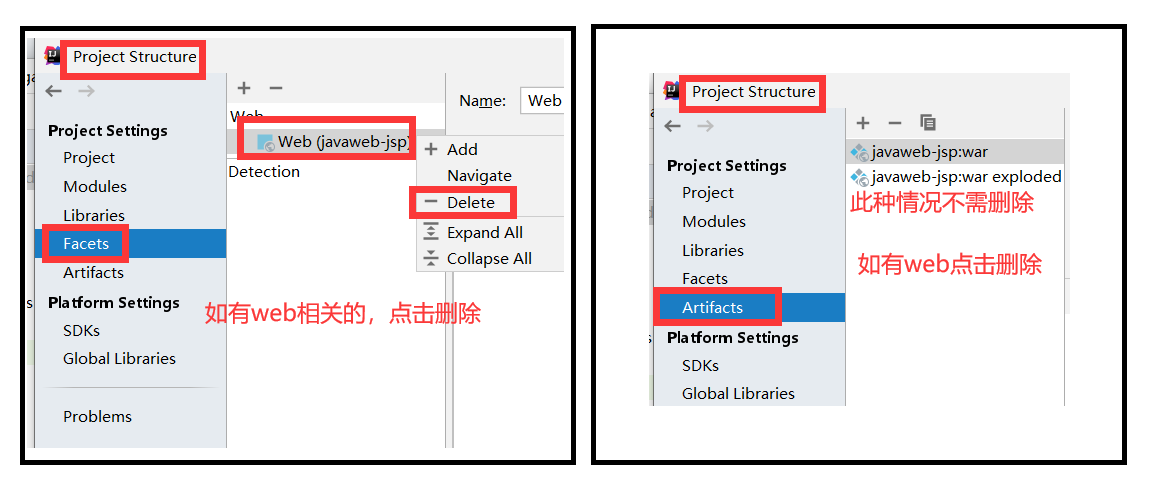 Project Structure
Name:
Web
Project Settings
Project
Modules
Libraries
Facets
Artifacts
Platform Settings
SDKs
Global Libraries
Problems
Web
Web (javaweb-jsp)
Detection
Add
Navigate
Delete
Expand All
Collapse All
如有web相关的，点击删除
Project Structure
Project Settings
Project
Modules
Libraries
Facets
Artifacts
Platform Settings
SDKs
Global Libraries
javaweb-jsp:war
javaweb-jsp:war exploded
此种情况不需删除
如有web点击删除